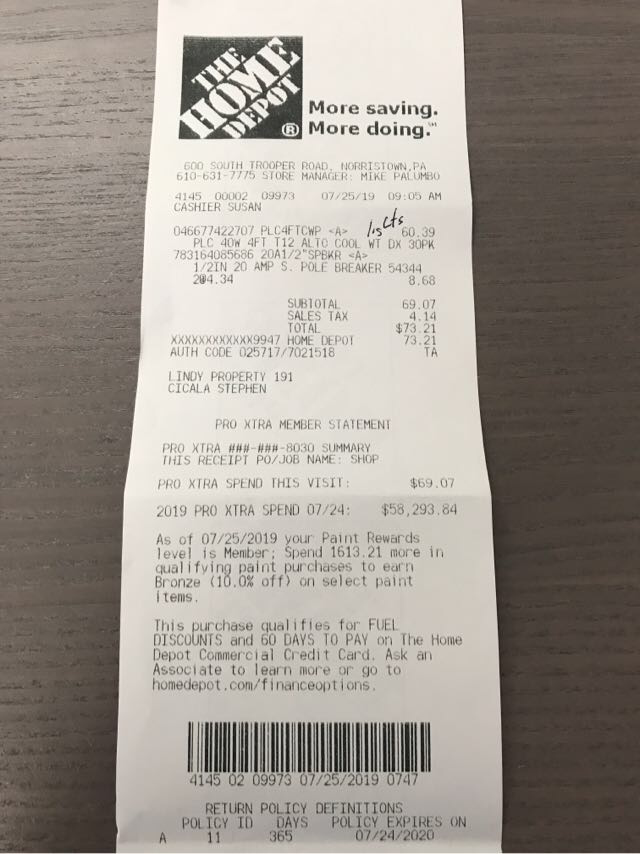 THE
HOME
DEPOT
®
More saving.
More doing.℠
600 SOUTH TROOPER ROAD, NORRISTOWN,PA
610-631-7775 STORE MANAGER: MIKE PALUMBO
4145 00002 09973 07/25/19 09:05 AM
CASHIER SUSAN
lights
046677422707 PLC4FTCWP <A> 60.39
PLC 40W 4FT T12 ALTO COOL WT DX 30PK
783164085686 20A1/2"SPBKR <A>
1/2IN 20 AMP S. POLE BREAKER 54344
2@4.34 8.68
SUBTOTAL 69.07
SALES TAX 4.14
TOTAL $73.21
XXXXXXXXXXXX9947 HOME DEPOT 73.21
AUTH CODE 025717/7021518 TA
LINDY PROPERTY 191
CICALA STEPHEN
PRO XTRA MEMBER STATEMENT
PRO XTRA ###-###-8030 SUMMARY
THIS RECEIPT PO/JOB NAME: SHOP
PRO XTRA SPEND THIS VISIT: $69.07
2019 PRO XTRA SPEND 07/24: $58,293.84
As of 07/25/2019 your Paint Rewards
level is Member; Spend 1613.21 more in
qualifying paint purchases to earn
Bronze (10.0% off) on select paint
items.
This purchase qualifies for FUEL
DISCOUNTS and 60 DAYS TO PAY on The Home
Depot Commercial Credit Card. Ask an
Associate to learn more or go to
homedepot.com/financeoptions.
4145 02 09973 07/25/2019 0747
RETURN POLICY DEFINITIONS
POLICY ID DAYS POLICY EXPIRES ON
A 11 365 07/24/2020